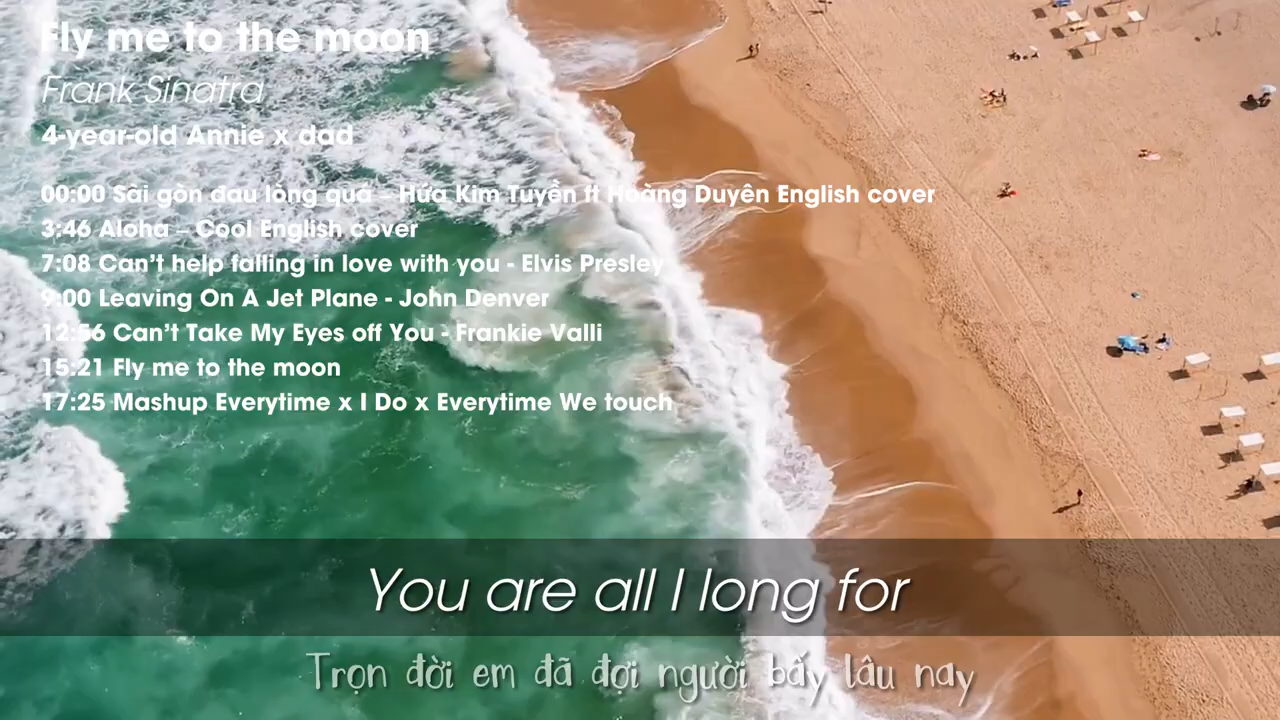 Fly me to the moon
Frank Sinatra
4-year-old Annie x dad
00:00 Sài gòn đau lòng quá – Hứa Kim Tuyền ft Hoàng Duyên English cover
3:46 Aloha – Cool English cover
7:08 Can't help falling in love with you - Elvis Presley
9:00 Leaving On A Jet Plane - John Denver
12:56 Can't Take My Eyes off You - Frankie Valli
15:21 Fly me to the moon
17:25 Mashup Everytime x I Do x Everytime We touch
You are all I long for
Trọn đời em đã đợi người bấy lâu nay